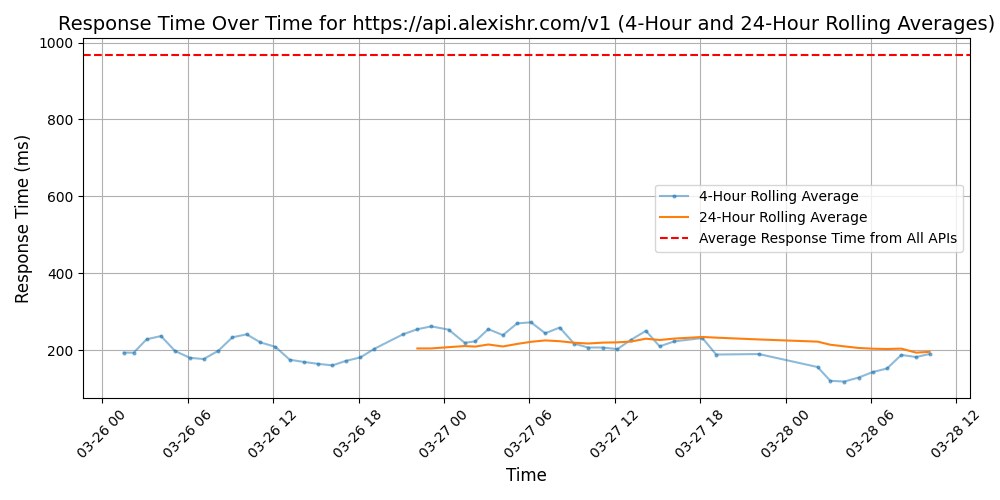 Response Time Over Time for https://api.alexishr.com/v1 (4-Hour and 24-Hour Rolling Averages)
1000
800
600
400
200
Response Time (ms)
4-Hour Rolling Average
24-Hour Rolling Average
Average Response Time from All APIs
03-26 00
03-26 06
03-26 12
03-26 18
03-27 00
03-27 06
03-27 12
03-27 18
03-28 00
03-28 06
03-28 12
Time